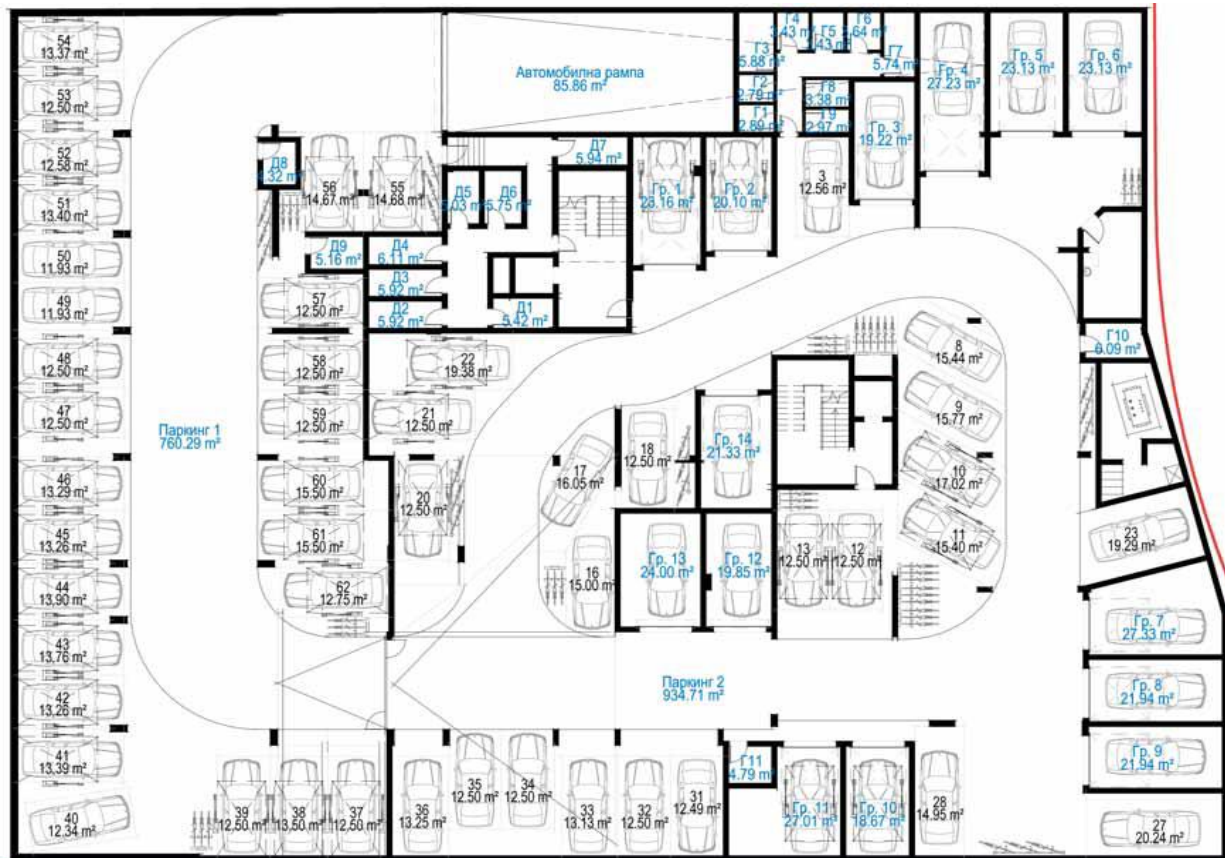 54
13.37 m²
53
12.50 m²
52
12.58 m²
51
13.40 m²
50
11.93 m²
49
11.93 m²
48
12.50 m²
47
12.50 m²
46
13.29 m²
45
13.26 m²
44
13.90 m²
43
13.76 m²
42
13.26 m²
41
13.39 m²
40
12.34 m²
Паркинг 1
760.29 m²
Д8
56
14.67 m²
55
14.68 m²
Д9
5.16 m²
57
12.50 m²
58
12.50 m²
59
12.50 m²
60
15.50 m²
61
15.50 m²
62
12.75 m²
39
12.50 m²
38
13.50 m²
37
12.50 m²
Автомобилна рампа
85.86 m²
Д7
5.94 m²
Д5
Д6
5.75 m²
Д4
6.11 m²
Д3
5.92 m²
Д2
5.92 m²
Д1
5.42 m²
22
19.38 m²
21
12.50 m²
20
12.50 m²
Г4
3.43 m²
Г5
Г6
Г3
5.88 m²
Г7
5.74 m²
Г2
2.79 m²
Г8
3.38 m²
Г1
2.89 m²
Г9
2.97 m²
Гр. 1
23.16 m²
Гр. 2
20.10 m²
3
12.56 m²
Гр. 3
19.22 m²
Гр. 4
27.23 m²
Гр. 5
23.13 m²
Гр. 6
23.13 m²
Г10
6.09 m²
8
15.44 m²
9
15.77 m²
10
17.02 m²
11
15.40 m²
17
16.05 m²
18
12.50 m²
Гр. 14
21.33 m²
16
15.00 m²
Гр. 13
24.00 m²
Гр. 12
19.85 m²
13
12.50 m²
12
12.50 m²
23
19.29 m²
Гр. 7
27.33 m²
Гр. 8
21.94 m²
Гр. 9
21.94 m²
27
20.24 m²
Паркинг 2
934.71 m²
36
13.25 m²
35
12.50 m²
34
12.50 m²
33
13.13 m²
32
12.50 m²
31
12.49 m²
Г11
4.79 m²
Гр. 11
27.01 m²
Гр. 10
18.67 m²
28
14.95 m²